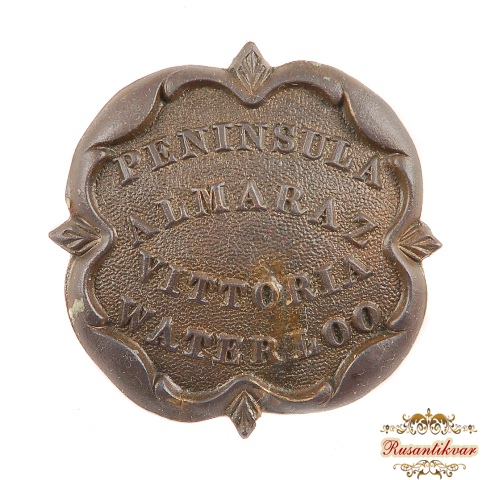 PENINSULA
ALMARAZ
VITTORIA
WATERLOO
Rusantikvar